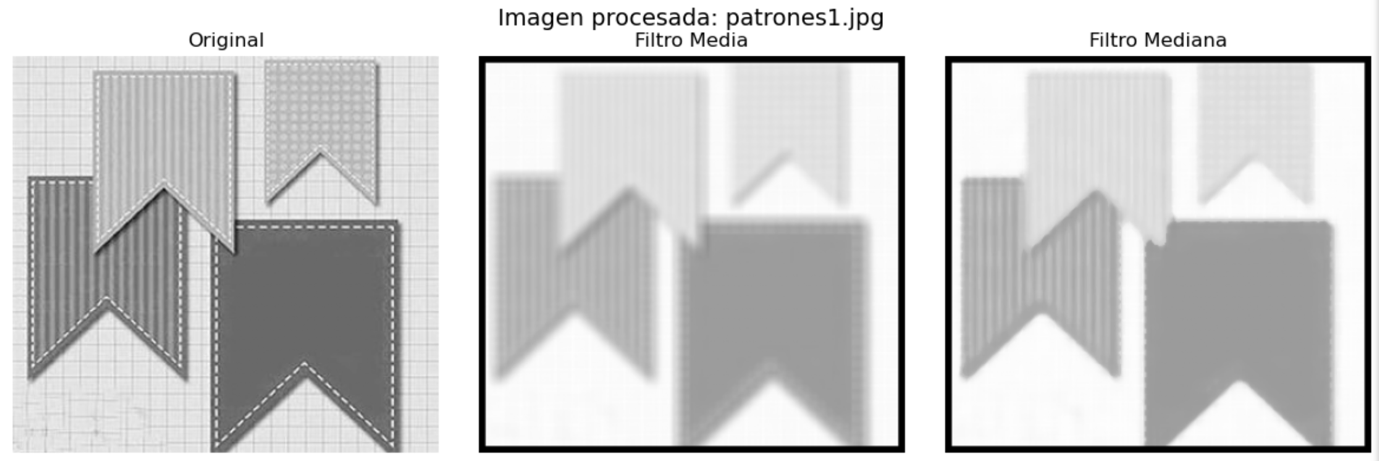 Imagen procesada: patrones1.jpg
Original
Filtro Media
Filtro Mediana